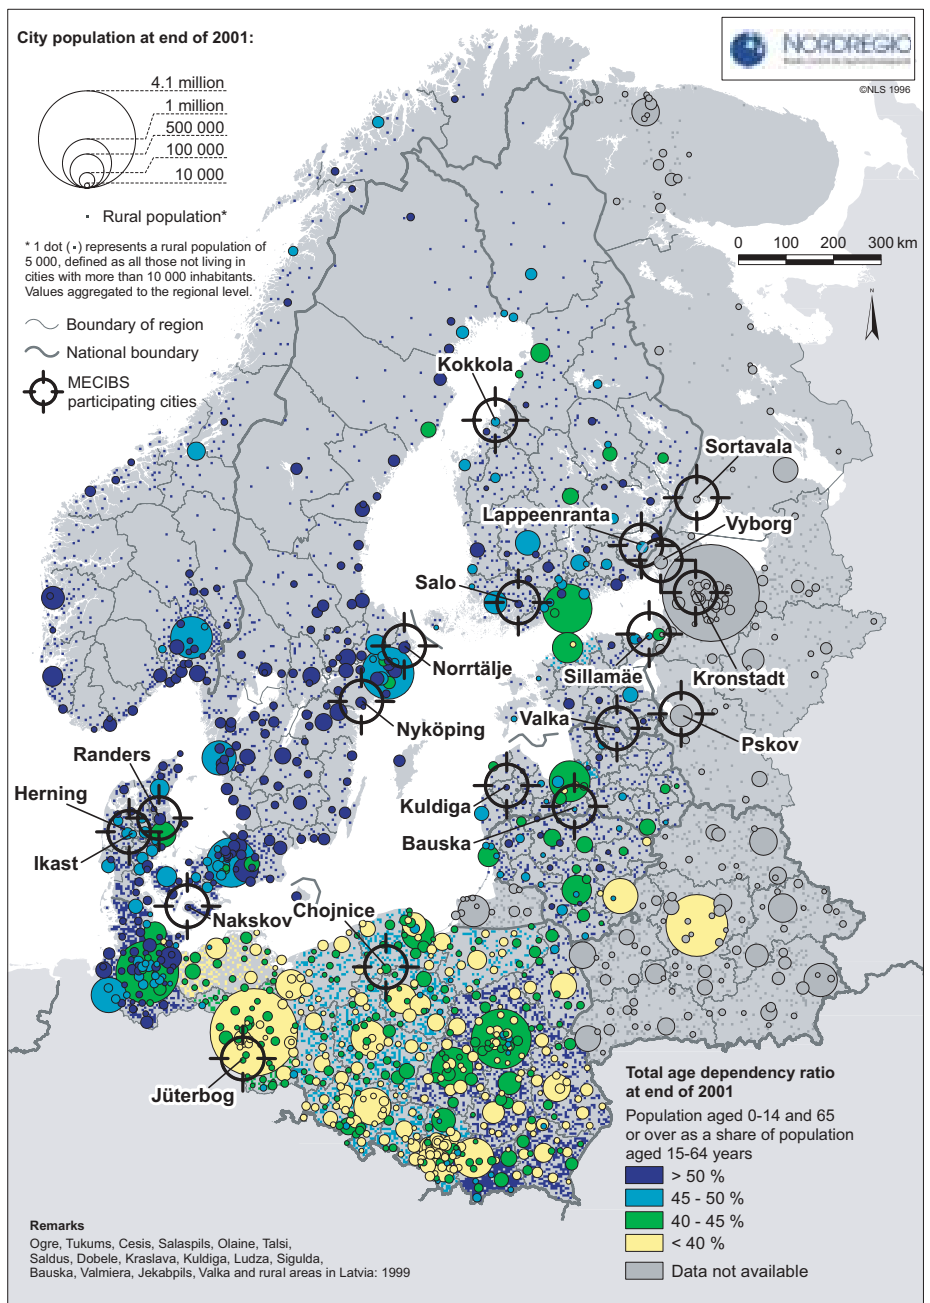 City population at end of 2001:
4.1 million
1 million
500 000
100 000
10 000
Rural population*
* 1 dot (▪) represents a rural population of
5 000, defined as all those not living in
cities with more than 10 000 inhabitants.
Values aggregated to the regional level.
Boundary of region
National boundary
MECIBS
participating cities
NORDREGIO
©NLS 1996
0 100 200 300 km
N
Kokkola
Sortavala
Lappeenranta
Vyborg
Salo
Norrtälje
Sillamäe
Kronstadt
Nyköping
Valka
Pskov
Randers
Herning
Kuldiga
Ikast
Bauska
Nakskov
Chojnice
Jüterbog
Total age dependency ratio
at end of 2001
Population aged 0-14 and 65
or over as a share of population
aged 15-64 years
> 50 %
45 - 50 %
40 - 45 %
< 40 %
Data not available
Remarks
Ogre, Tukums, Cesis, Salaspils, Olaine, Talsi,
Saldus, Dobele, Kraslava, Kuldiga, Ludza, Sigulda,
Bauska, Valmiera, Jekabpils, Valka and rural areas in Latvia: 1999